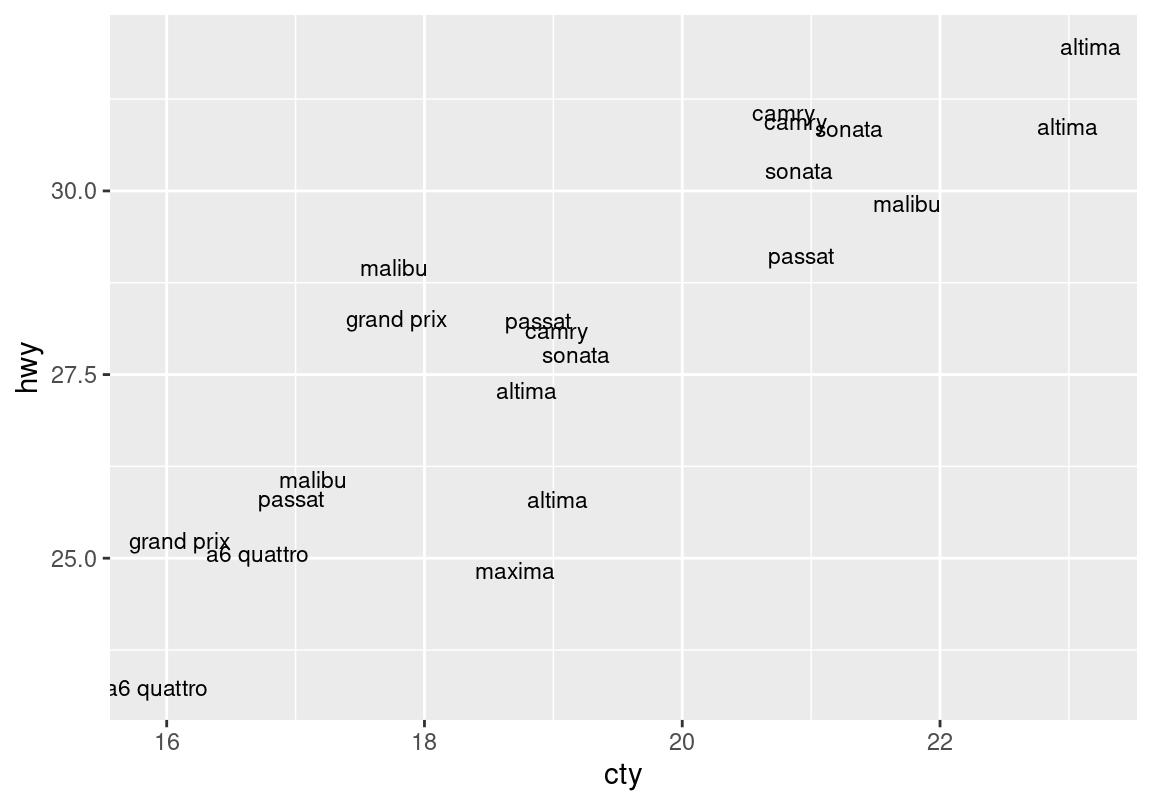 altima
camry
camry
sonata
altima
sonata
30.0
malibu
passat
malibu
grand prix
passat
camry
sonata
hwy
27.5
altima
malibu
passat
altima
grand prix
a6 quattro
25.0
maxima
a6 quattro
16
18
20
22
cty